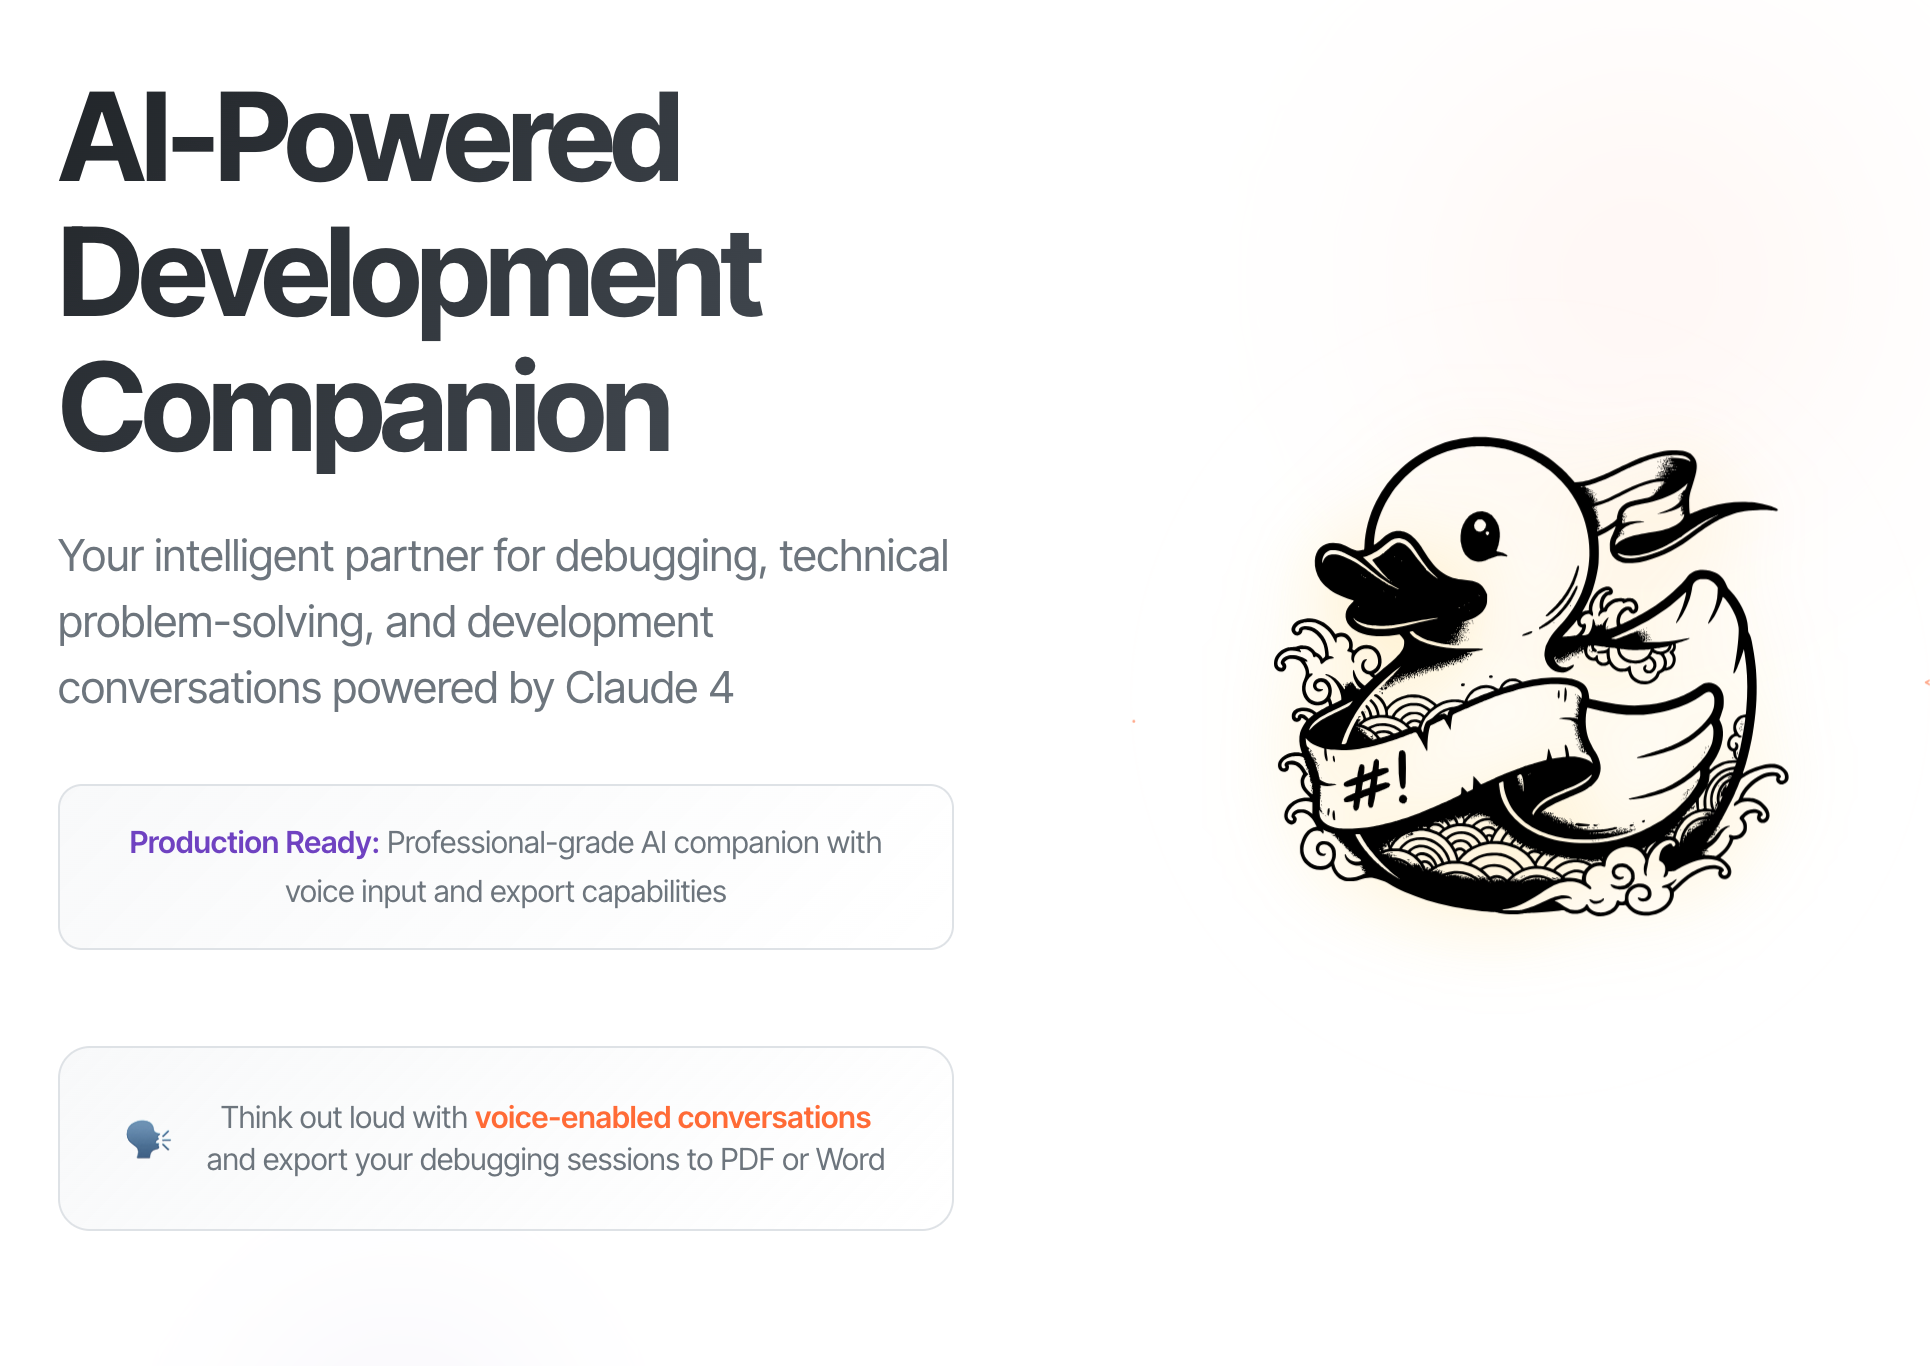 AI-Powered
Development
Companion
Your intelligent partner for debugging, technical
problem-solving, and development
conversations powered by Claude 4
#!
Production Ready: Professional-grade AI companion with
voice input and export capabilities
Think out loud with voice-enabled conversations
and export your debugging sessions to PDF or Word